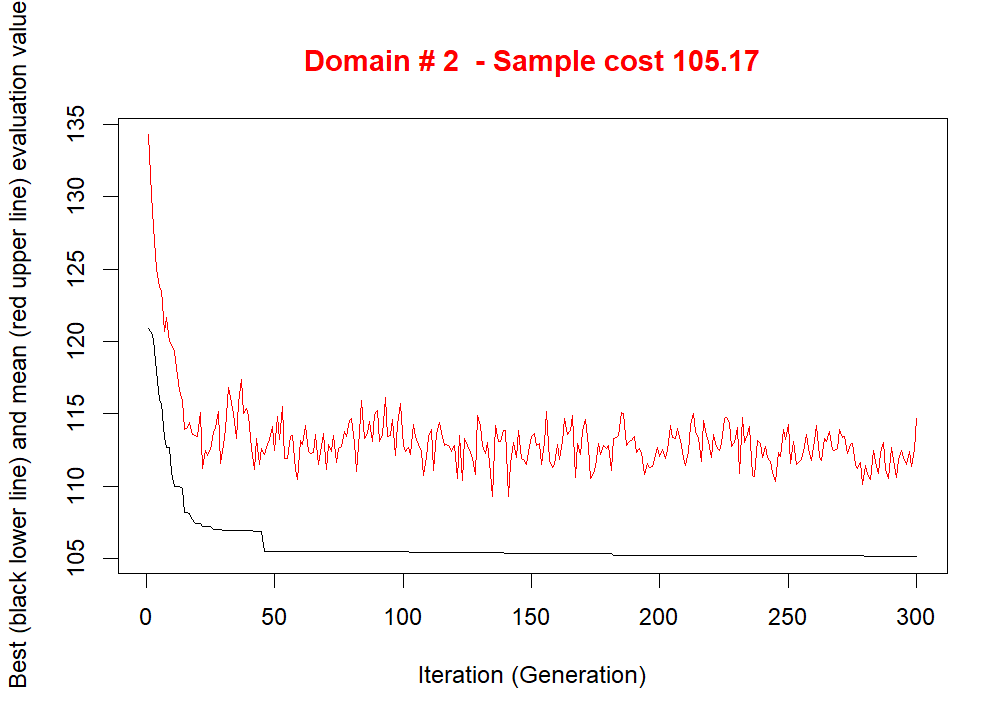 Domain # 2  - Sample cost 105.17
Best (black lower line) and mean (red upper line) evaluation value
135
130
125
120
115
110
105
0 50 100 150 200 250 300
Iteration (Generation)